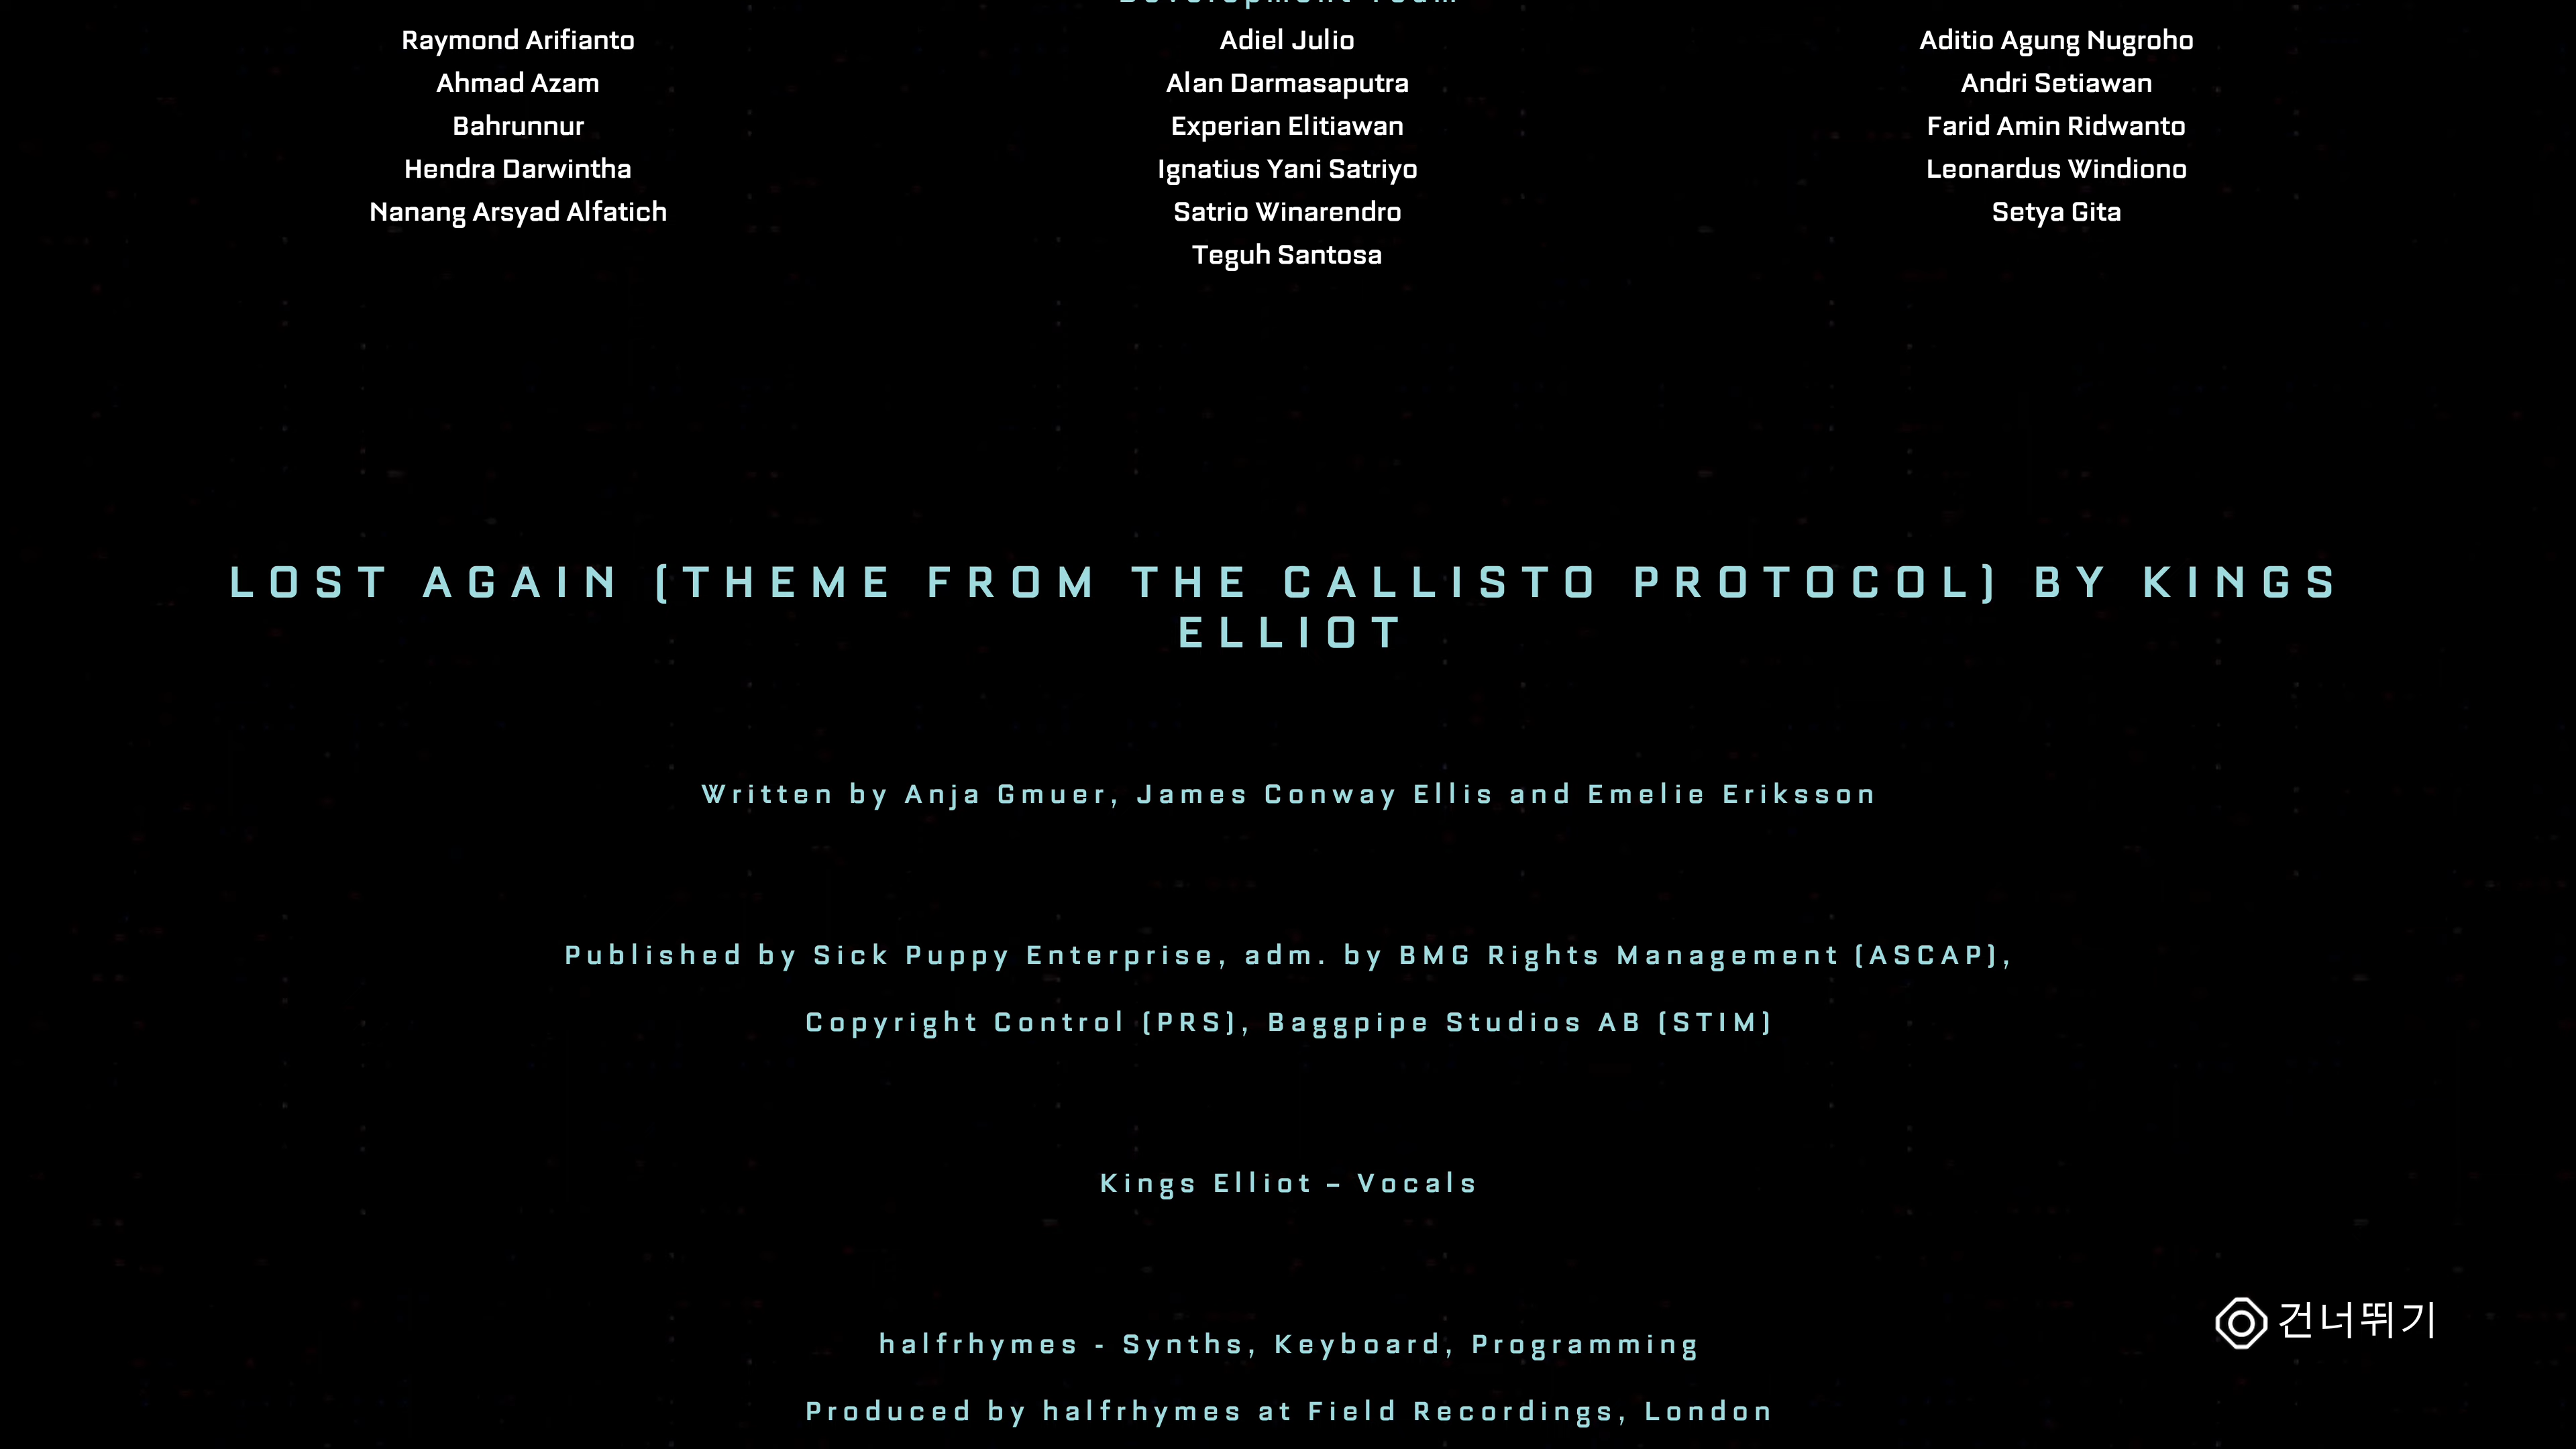 Development Team
Raymond Arifianto
Adiel Julio
Aditio Agung Nugroho
Ahmad Azam
Alan Darmasaputra
Andri Setiawan
Bahrunnur
Experian Elitiawan
Farid Amin Ridwanto
Hendra Darwintha
Ignatius Yani Satriyo
Leonardus Windiono
Nanang Arsyad Alfatich
Satrio Winarendro
Setya Gita
Teguh Santosa
LOST AGAIN (THEME FROM THE CALLISTO PROTOCOL) BY KINGS
ELLIOT
Written by Anja Gmuer, James Conway Ellis and Emelie Eriksson
Published by Sick Puppy Enterprise, adm. by BMG Rights Management (ASCAP),
Copyright Control (PRS), Baggpipe Studios AB (STIM)
Kings Elliot – Vocals
halfrhymes - Synths, Keyboard, Programming
Produced by halfrhymes at Field Recordings, London
건너뛰기